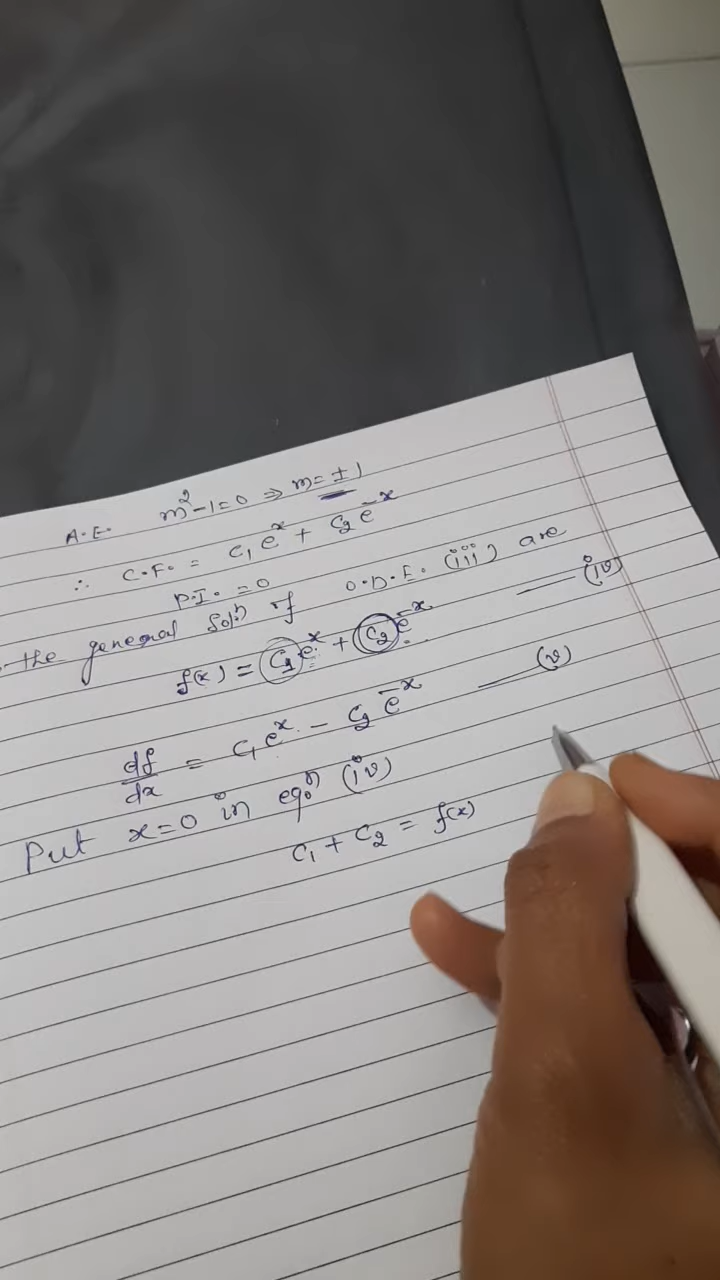 A.E. m²-1=0 ⇒ m=±1
∴ C.F. = C₁eˣ + C₂e⁻ˣ
P.I. = 0
the general Solⁿ of O.D.E. (iii) are
f(x) = C₁eˣ + C₂e⁻ˣ —— (iv)
df/dx = C₁eˣ - C₂e⁻ˣ —— (v)
Put x=0 in eqⁿ (iv)
C₁ + C₂ = f(x)